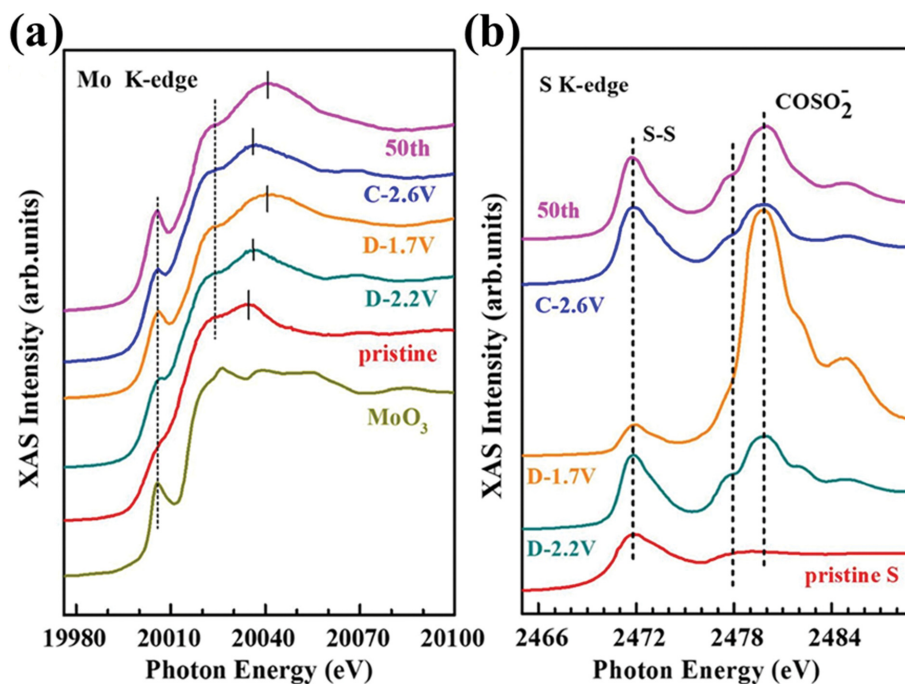 (a)
Mo K-edge
50th
C-2.6V
D-1.7V
D-2.2V
pristine
MoO₃
XAS Intensity (arb.units)
19980 20010 20040 20070 20100
Photon Energy (eV)
(b)
S K-edge
COSO₂⁻
S-S
50th
C-2.6V
D-1.7V
D-2.2V
pristine S
XAS Intensity (arb.units)
2466 2472 2478 2484
Photon Energy (eV)